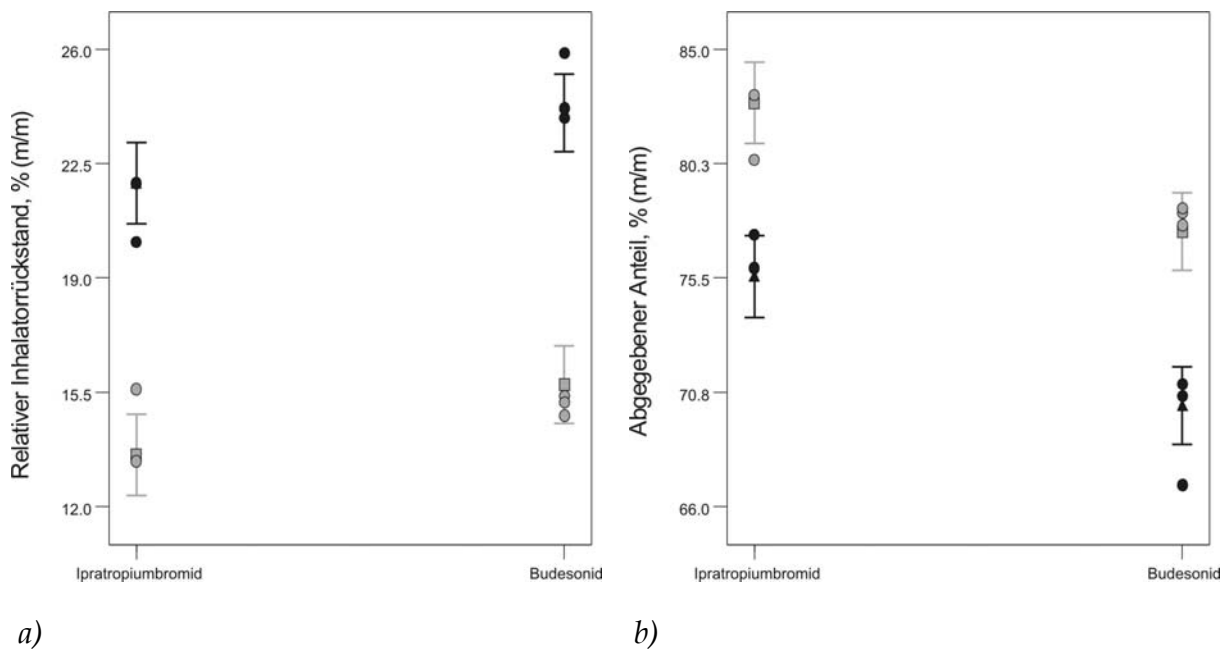 Relativer Inhalatorrückstand, % (m/m)
26.0
22.5
19.0
15.5
12.0
Ipratropiumbromid
Budesonid
a)
Abgegebener Anteil, % (m/m)
85.0
80.3
75.5
70.8
66.0
Ipratropiumbromid
Budesonid
b)